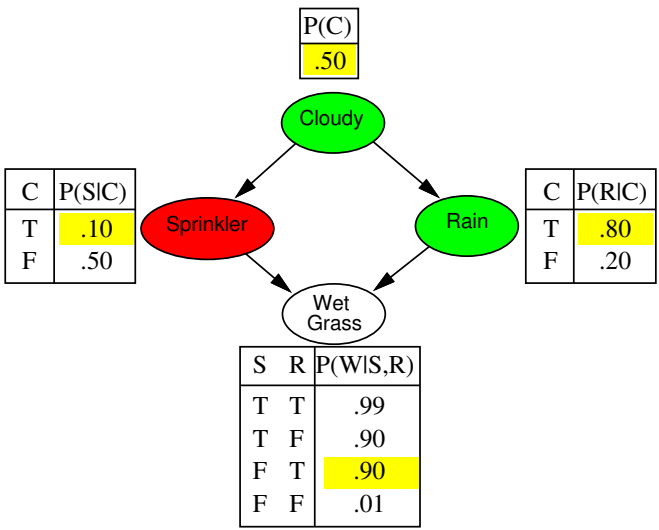 P(C)
.50
Cloudy
C P(S|C)
T .10
F .50
Sprinkler
Rain
C P(R|C)
T .80
F .20
Wet
Grass
S R P(W|S,R)
T T .99
T F .90
F T .90
F F .01